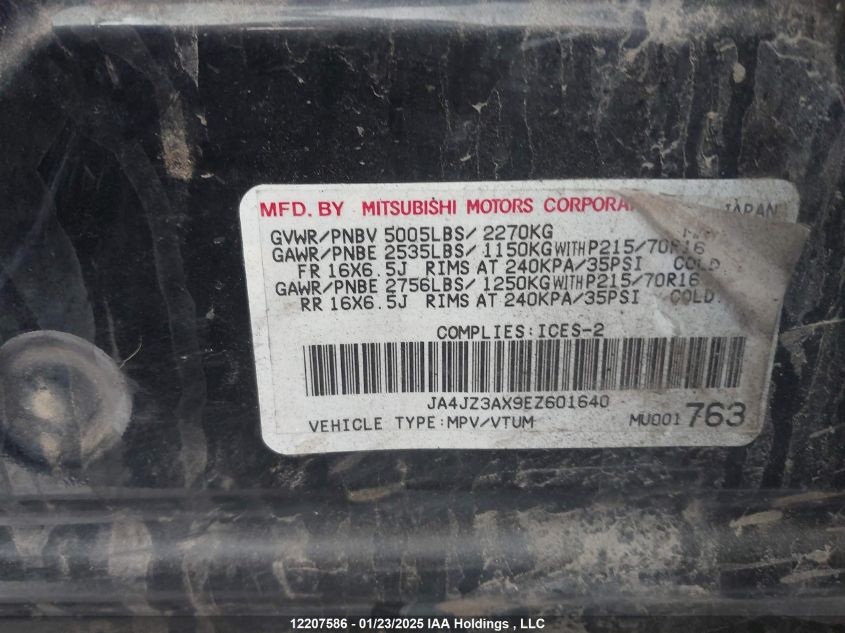 MFD. BY MITSUBISHI MOTORS JAPAN
GVWR/PNBV 5005LBS/ 2270KG
GAWR/PNBE 2535LBS/ 1150KG WITH P215/70R16
FR 16X6.5J RIMS AT 240KPA/35PSI COLD.
GAWR/PNBE 2756LBS/ 1250KG WITH P215/70R16
RR 16X6.5J RIMS AT 240KPA/35PSI COLD.
COMPLIES:ICES-2
JA4JZ3AX9EZ601640
VEHICLE TYPE:MPV/VTUM MU001 763
12207586 - 01/23/2025 IAA Holdings , LLC